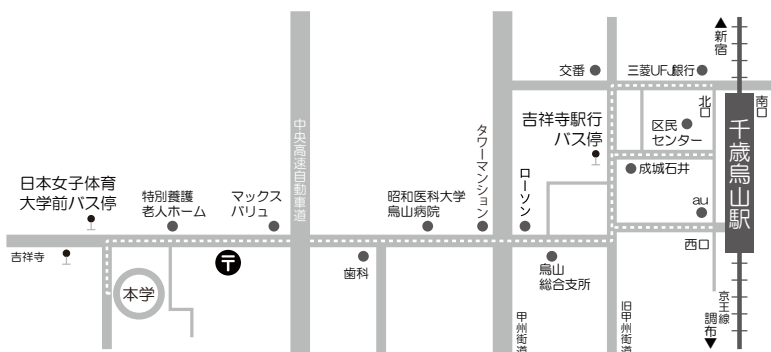 ▲新宿
交番
三菱UFJ銀行
北口
南口
吉祥寺駅行
バス停
区民
センター
千歳烏山駅
成城石井
au
西口
中央高速自動車道
タワーマンション
ローソン
日本女子体育
大学前バス停
特別養護
老人ホーム
マックス
バリュ
昭和医科大学
烏山病院
吉祥寺
〒
歯科
烏山
総合支所
本学
甲州街道
旧甲州街道
京王線
調布▼